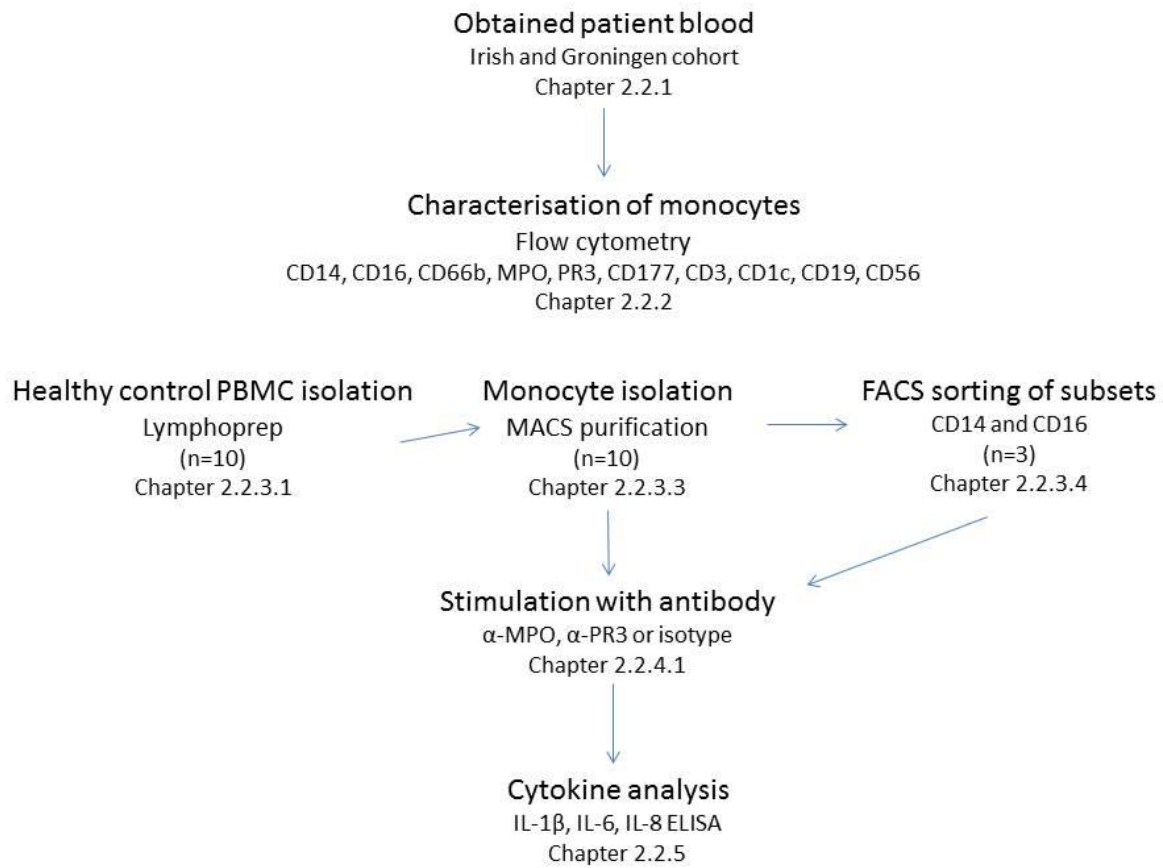 Obtained patient blood
Irish and Groningen cohort
Chapter 2.2.1
Characterisation of monocytes
Flow cytometry
CD14, CD16, CD66b, MPO, PR3, CD177, CD3, CD1c, CD19, CD56
Chapter 2.2.2
Healthy control PBMC isolation
Lymphoprep
(n=10)
Chapter 2.2.3.1
Monocyte isolation
MACS purification
(n=10)
Chapter 2.2.3.3
FACS sorting of subsets
CD14 and CD16
(n=3)
Chapter 2.2.3.4
Stimulation with antibody
α-MPO, α-PR3 or isotype
Chapter 2.2.4.1
Cytokine analysis
IL-1β, IL-6, IL-8 ELISA
Chapter 2.2.5